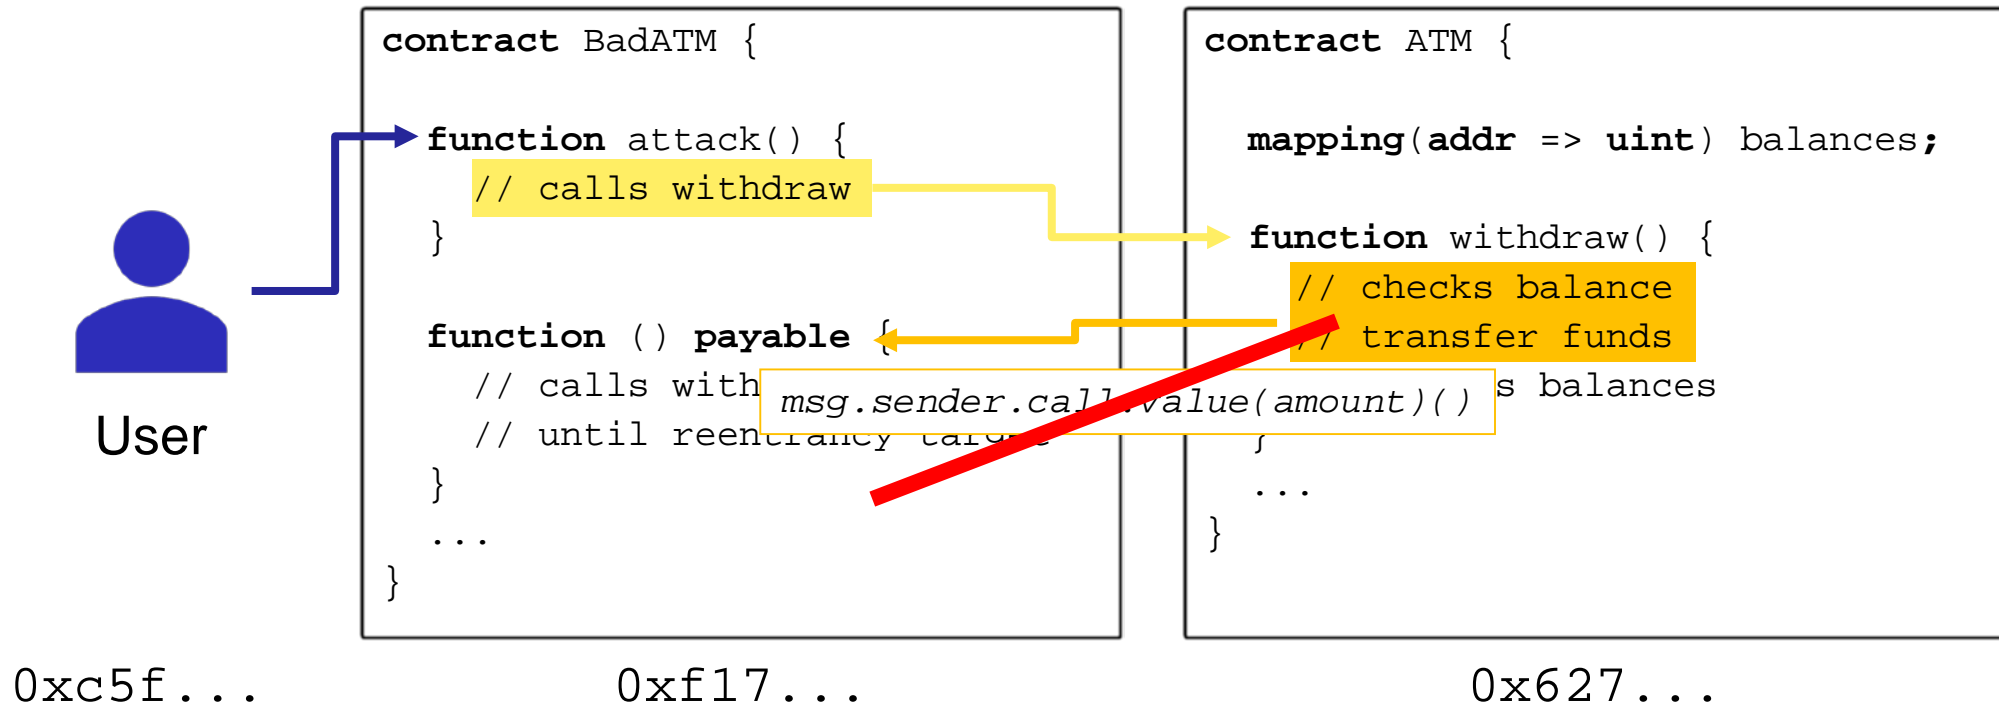 contract BadATM {
function attack() {
// calls withdraw
}
function () payable {
// calls
// until reentrancy
}
...
}
contract ATM {
mapping(addr => uint) balances;
function withdraw() {
// checks balance
// transfer funds
balances
}
...
}
msg.sender.call.value(amount)()
User
0xc5f...
0xf17...
0x627...